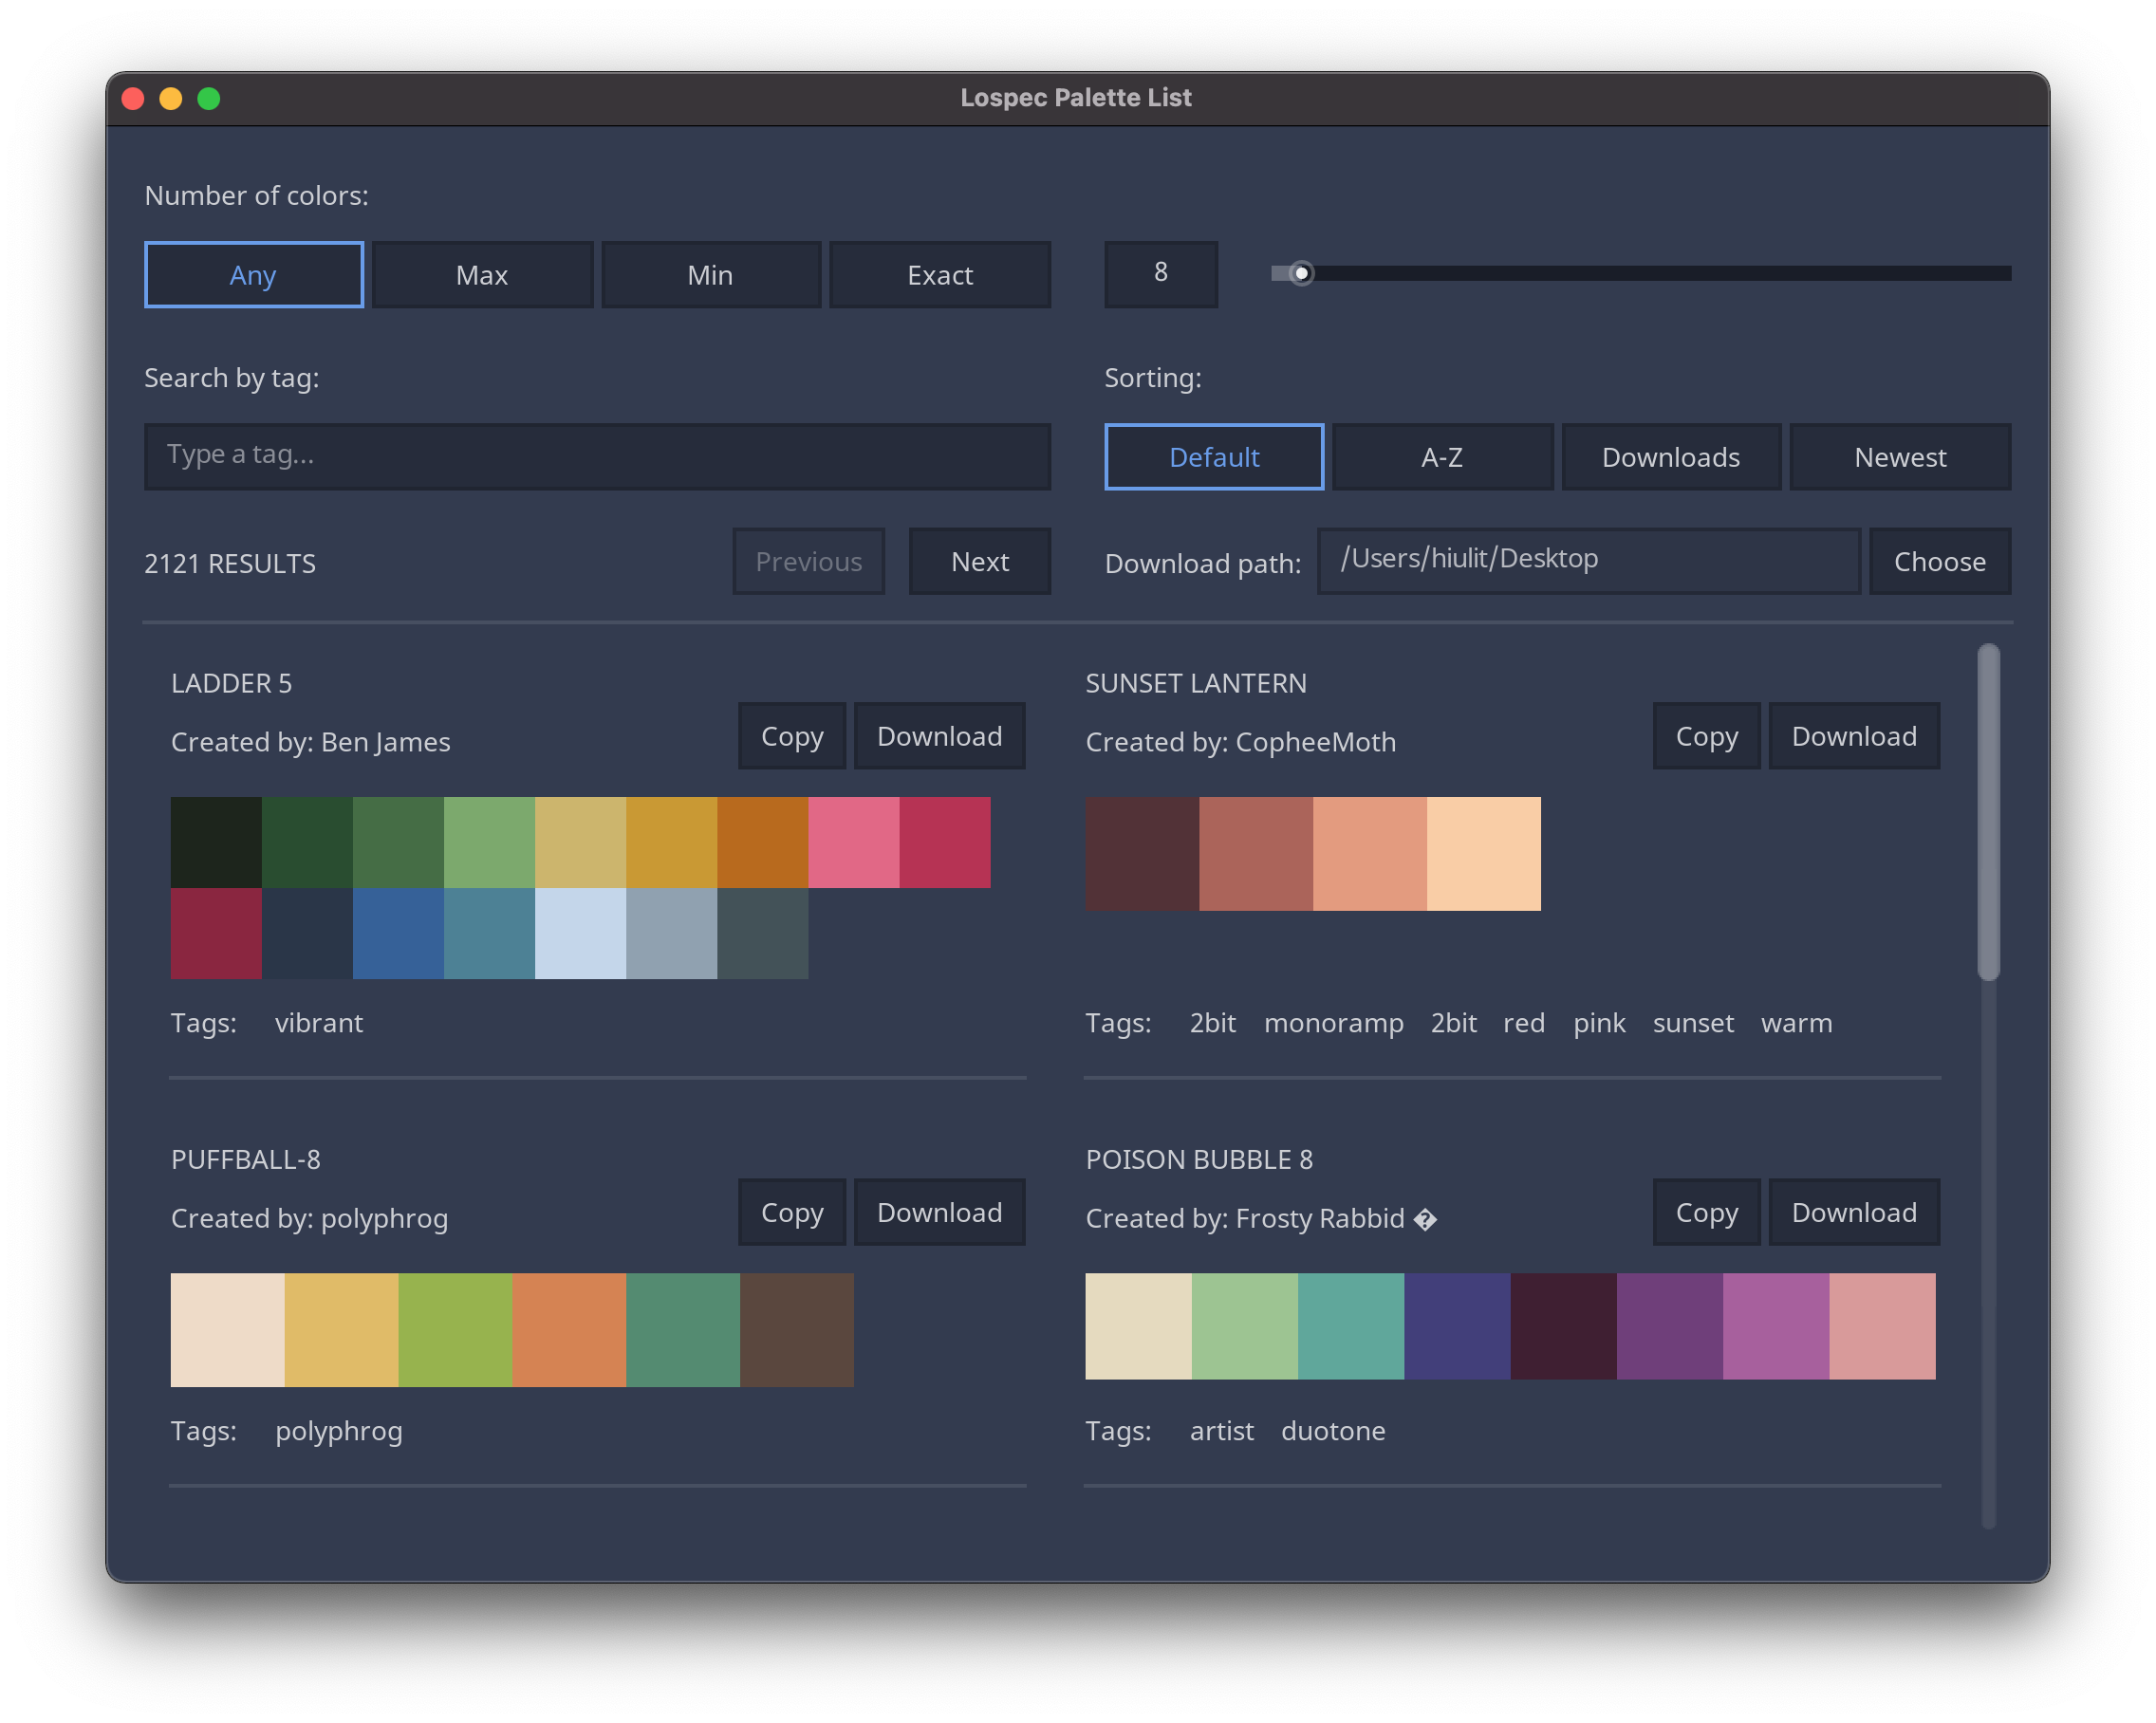 Lospec Palette List
Number of colors:
Any Max Min Exact 8
Search by tag: Sorting:
Type a tag... Default A-Z Downloads Newest
2121 RESULTS Previous Next Download path: /Users/hiulit/Desktop Choose
LADDER 5
Created by: Ben James Copy Download
Tags: vibrant
SUNSET LANTERN
Created by: CopheeMoth Copy Download
Tags: 2bit monoramp 2bit red pink sunset warm
PUFFBALL-8
Created by: polyphrog Copy Download
Tags: polyphrog
POISON BUBBLE 8
Created by: Frosty Rabbid � Copy Download
Tags: artist duotone